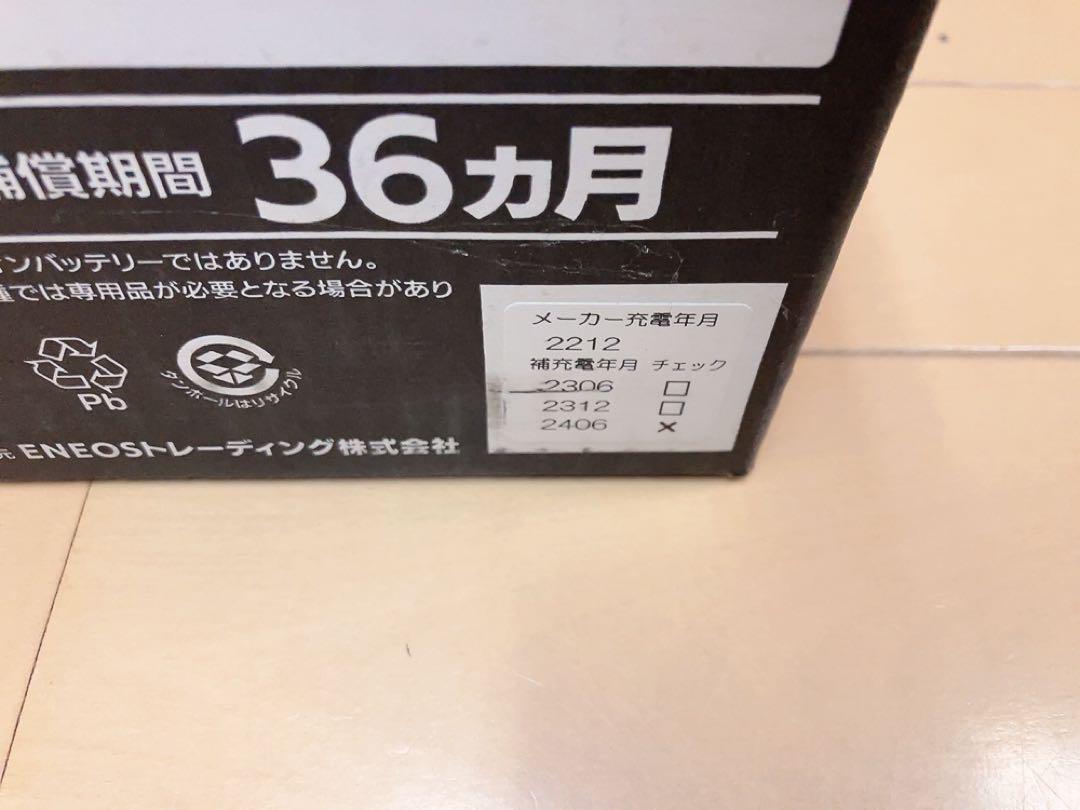 補償期間 36ヵ月
ンバッテリーではありません。
種では専用品が必要となる場合があり
メーカー充電年月
2212
補充電年月 チェック
2306 □
2312 □
2406 ×
Pb
ダンボールはリサイクル
元 ENEOSトレーディング株式会社